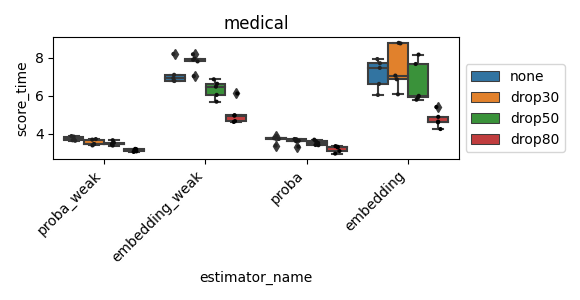 medical
score_time
8
6
4
none
drop30
drop50
drop80
proba_weak
embedding_weak
proba
embedding
estimator_name